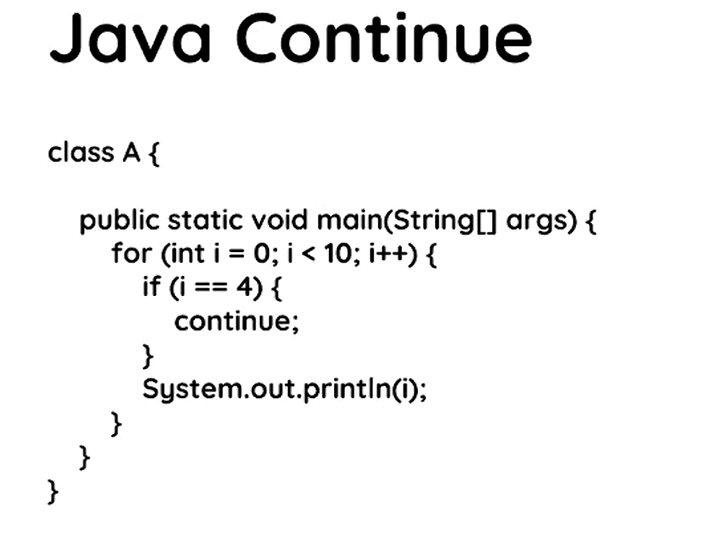 Java Continue
class A {
public static void main(String[] args) {
for (int i = 0; i < 10; i++) {
if (i == 4) {
continue;
}
System.out.println(i);
}
}
}